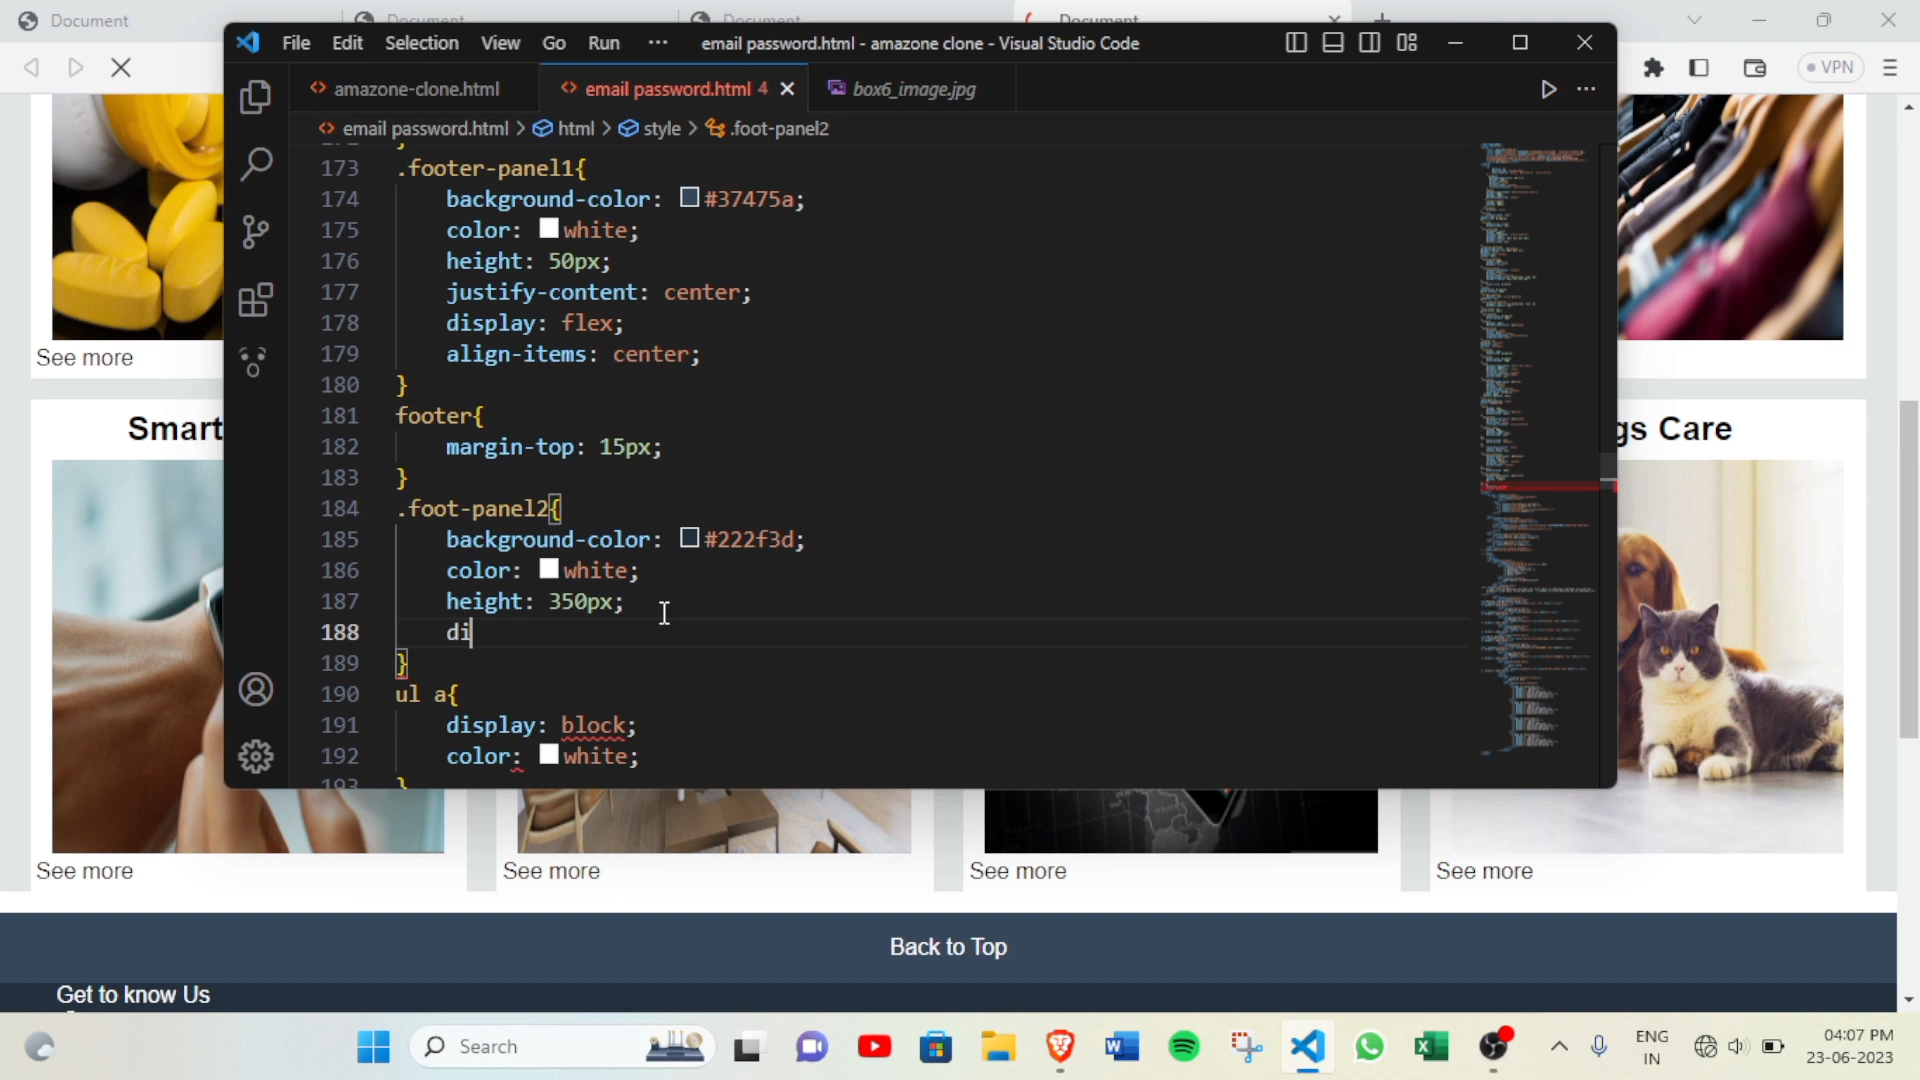 Document
Document
Document
Document
VPN
File Edit Selection View Go Run ··· email password.html - amazone clone - Visual Studio Code
amazone-clone.html
email password.html 4
box6_image.jpg
email password.html > html > style > .foot-panel2
173 .footer-panel1{
174 background-color: #37475a;
175 color: white;
176 height: 50px;
177 justify-content: center;
178 display: flex;
179 align-items: center;
180 }
181 footer{
182 margin-top: 15px;
183 }
184 .foot-panel2{
185 background-color: #222f3d;
186 color: white;
187 height: 350px;
188 di
189 }
190 ul a{
191 display: block;
192 color: white;
193 }
See more
Smart
gs Care
See more
See more
See more
See more
Back to Top
Get to know Us
Search
ENG
IN
04:07 PM
23-06-2023